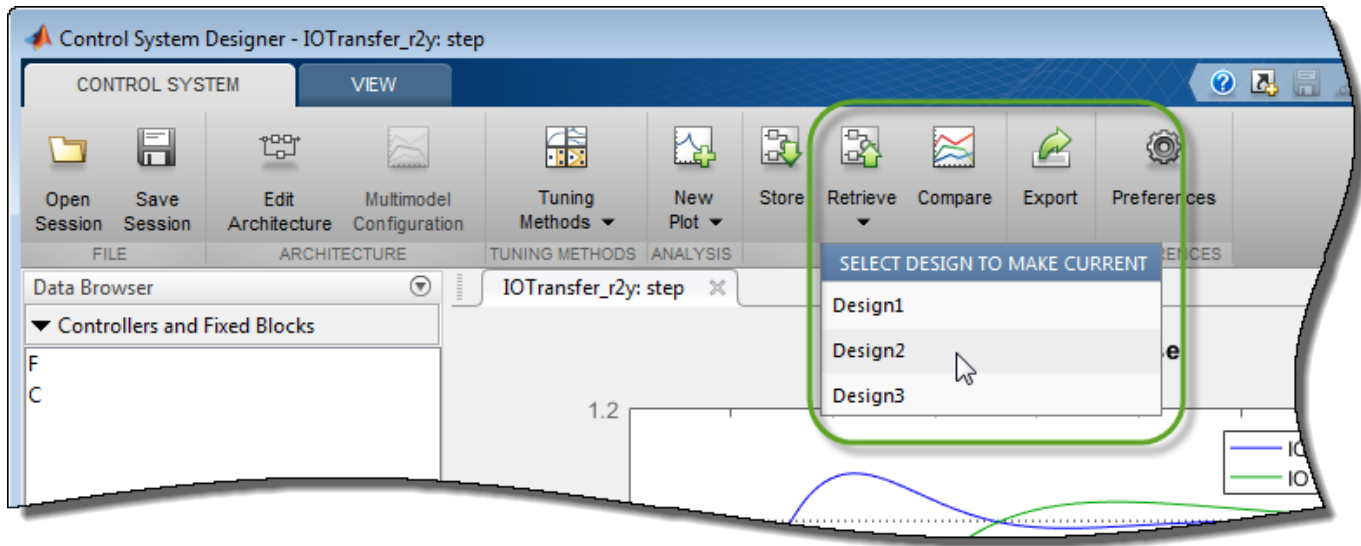 Control System Designer - IOTransfer_r2y: step
CONTROL SYSTEM VIEW
Open Session
Save Session
Edit Architecture
Multimodel Configuration
Tuning Methods
New Plot
Store
Retrieve
Compare
Export
Preferences
FILE ARCHITECTURE TUNING METHODS ANALYSIS
SELECT DESIGN TO MAKE CURRENT
Design1
Design2
Design3
Data Browser
IOTransfer_r2y: step
Controllers and Fixed Blocks
F
C
1.2